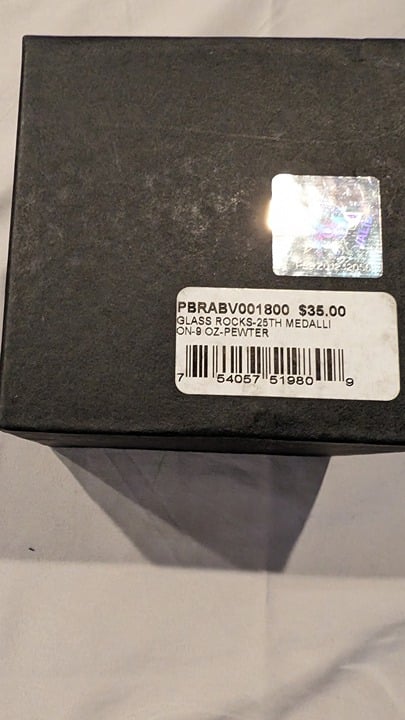 PBRABV001800 $35.00
GLASS ROCKS-25TH MEDALLI
ON-9 OZ-PEWTER
7 54057 51980 9